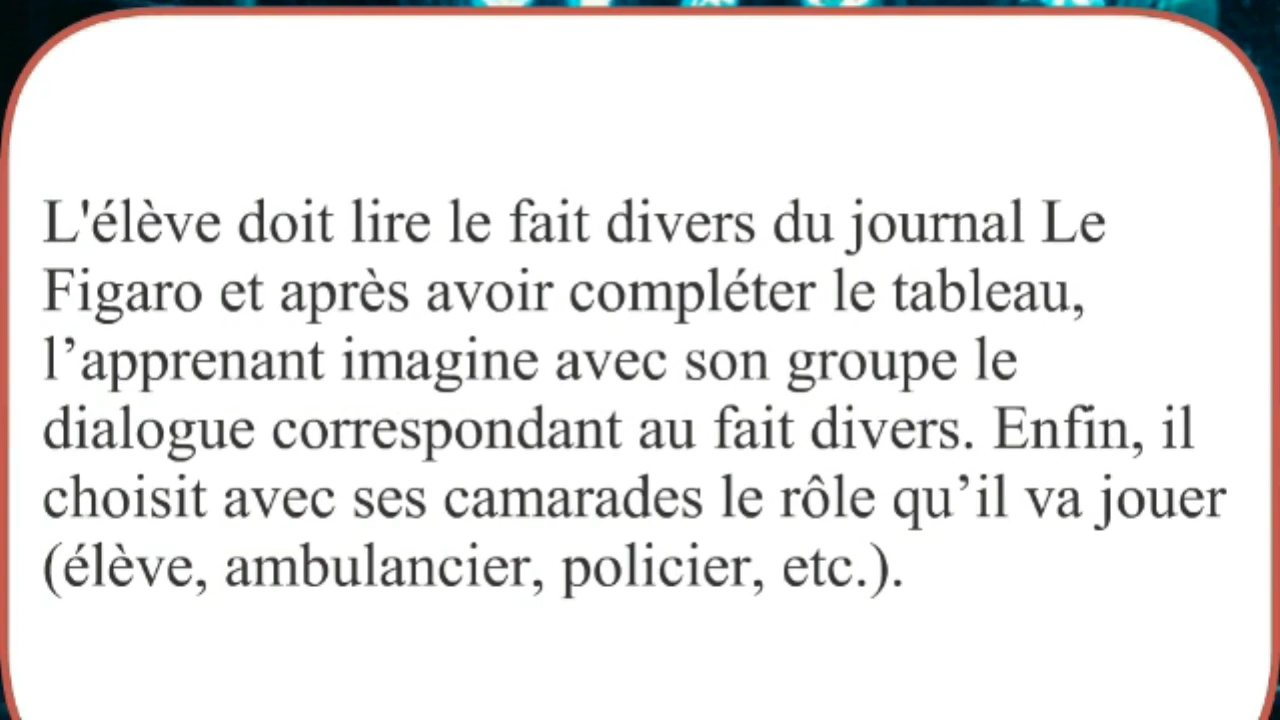 L'élève doit lire le fait divers du journal Le
Figaro et après avoir compléter le tableau,
l’apprenant imagine avec son groupe le
dialogue correspondant au fait divers. Enfin, il
choisit avec ses camarades le rôle qu’il va jouer
(élève, ambulancier, policier, etc.).